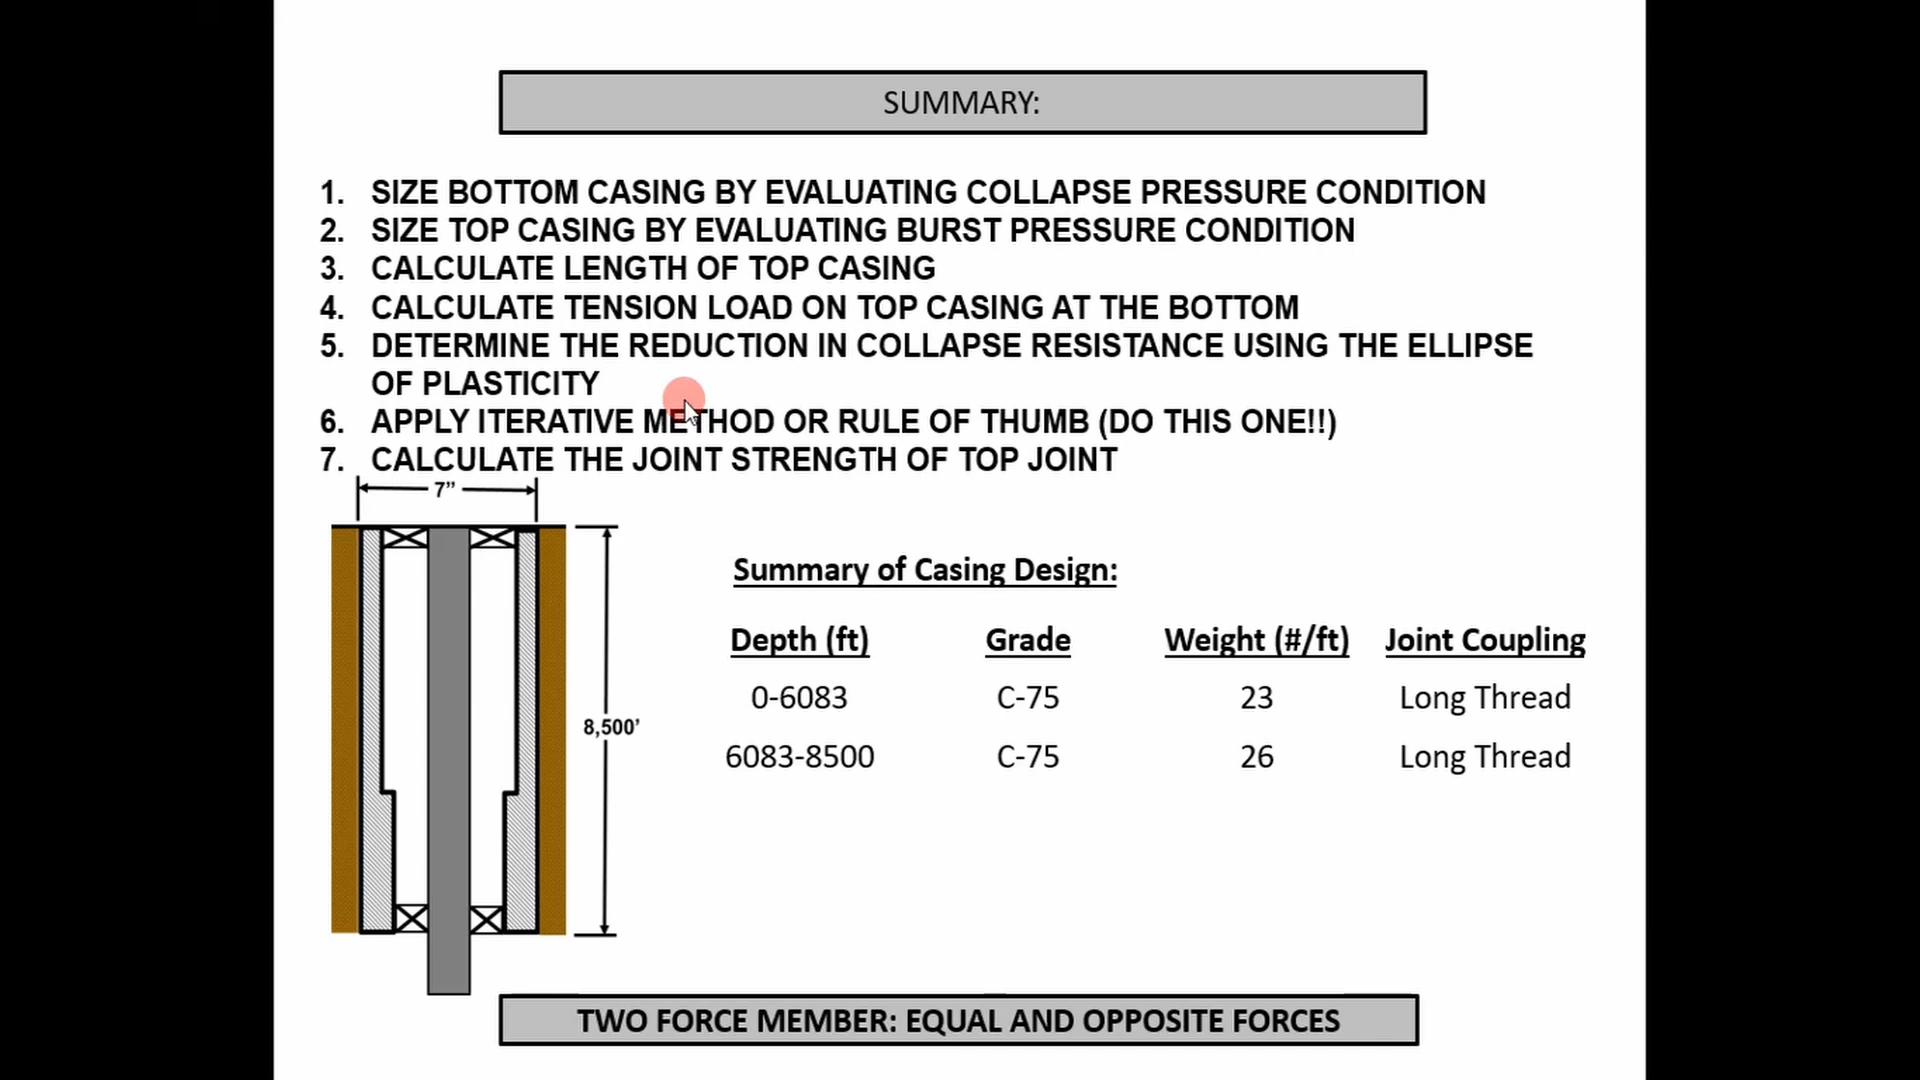 SUMMARY:
1. SIZE BOTTOM CASING BY EVALUATING COLLAPSE PRESSURE CONDITION
2. SIZE TOP CASING BY EVALUATING BURST PRESSURE CONDITION
3. CALCULATE LENGTH OF TOP CASING
4. CALCULATE TENSION LOAD ON TOP CASING AT THE BOTTOM
5. DETERMINE THE REDUCTION IN COLLAPSE RESISTANCE USING THE ELLIPSE
OF PLASTICITY
6. APPLY ITERATIVE METHOD OR RULE OF THUMB (DO THIS ONE!!)
7. CALCULATE THE JOINT STRENGTH OF TOP JOINT
7”
8,500’
Summary of Casing Design:
Depth (ft) Grade Weight (#/ft) Joint Coupling
0-6083 C-75 23 Long Thread
6083-8500 C-75 26 Long Thread
TWO FORCE MEMBER: EQUAL AND OPPOSITE FORCES